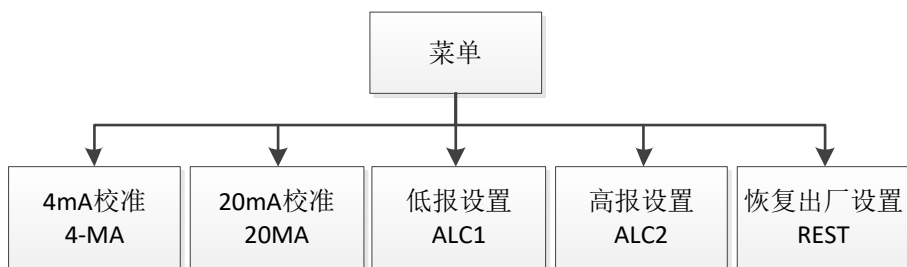 菜单
4mA校准
4-MA
20mA校准
20MA
低报设置
ALC1
高报设置
ALC2
恢复出厂设置
REST